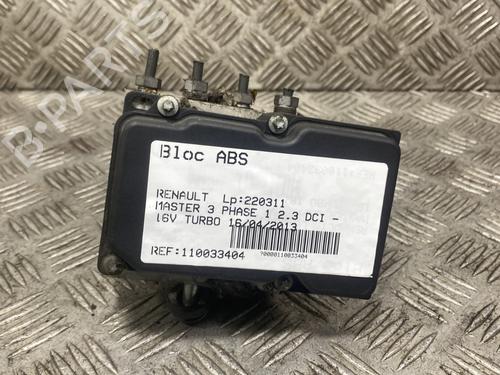 Bloc ABS
RENAULT Lp:220311
MASTER 3 PHASE 1 2.3 DCI -
16V TURBO 16/04/2013
REF:110033404
?0000110033404
B-Parts